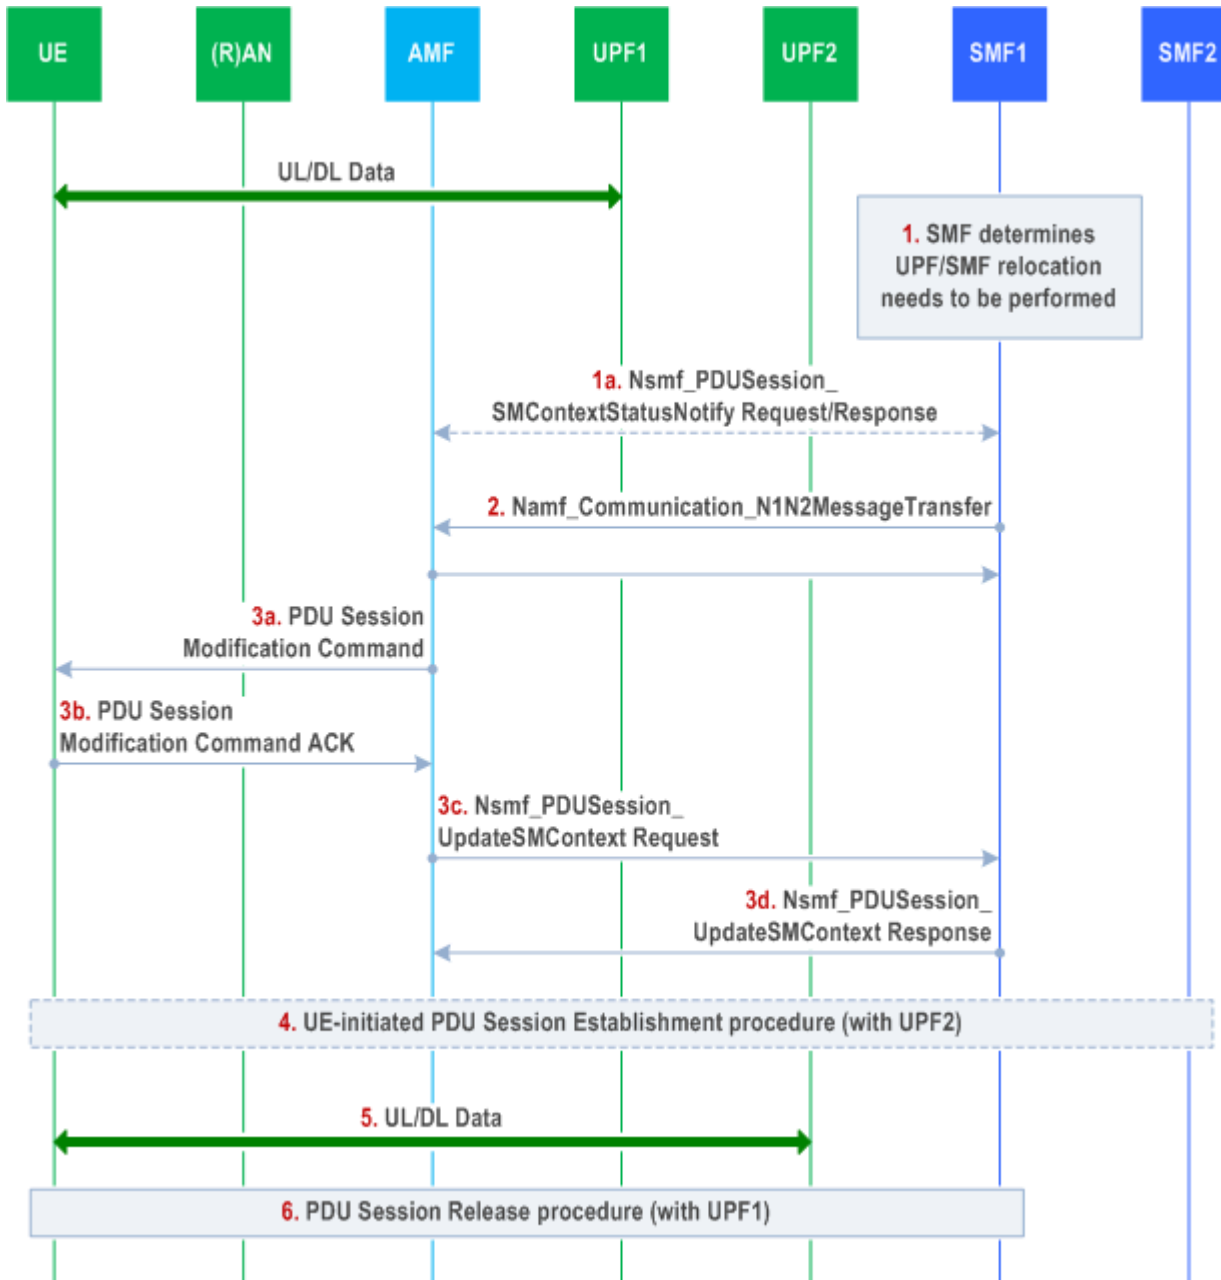 UE
(R)AN
AMF
UPF1
UPF2
SMF1
SMF2
UL/DL Data
1. SMF determines
UPF/SMF relocation
needs to be performed
1a. Nsmf_PDUSession_
SMContextStatusNotify Request/Response
2. Namf_Communication_N1N2MessageTransfer
3a. PDU Session
Modification Command
3b. PDU Session
Modification Command ACK
3c. Nsmf_PDUSession_
UpdateSMContext Request
3d. Nsmf_PDUSession_
UpdateSMContext Response
4. UE-initiated PDU Session Establishment procedure (with UPF2)
5. UL/DL Data
6. PDU Session Release procedure (with UPF1)